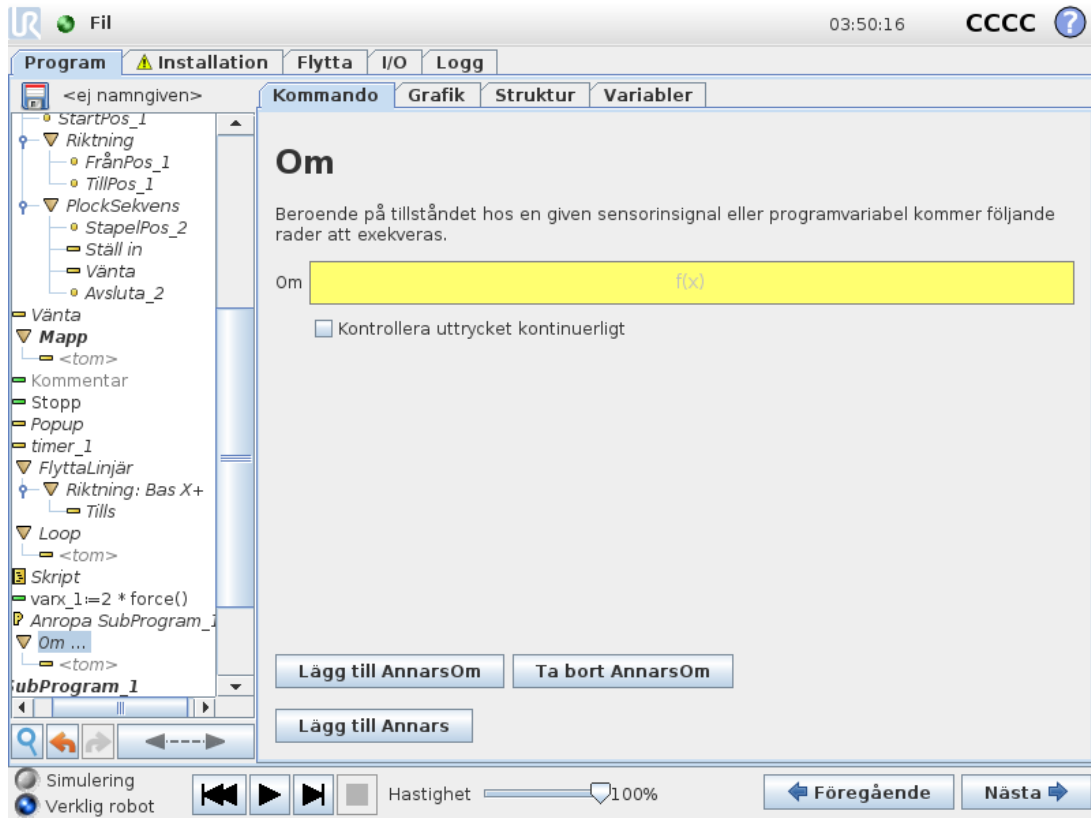 UR Fil 03:50:16 CCCC ?
Program Installation Flytta I/O Logg
<ej namngiven>
Kommando Grafik Struktur Variabler
StartPos_1
Riktning
FrånPos_1
TillPos_1
PlockSekvens
StapelPos_2
Ställ in
Vänta
Avsluta_2
Vänta
Mapp
<tom>
Kommentar
Stopp
Popup
timer_1
FlyttaLinjär
Riktning: Bas X+
Tills
Loop
<tom>
Skript
varx_1:=2 * force()
Anropa SubProgram_1
Om ...
<tom>
SubProgram_1
Om
Beroende på tillståndet hos en given sensorinsignal eller programvariabel kommer följande
rader att exekveras.
Om f(x)
Kontrollera uttrycket kontinuerligt
Lägg till AnnarsOm Ta bort AnnarsOm
Lägg till Annars
Simulering
Verklig robot
Hastighet 100%
Föregående Nästa